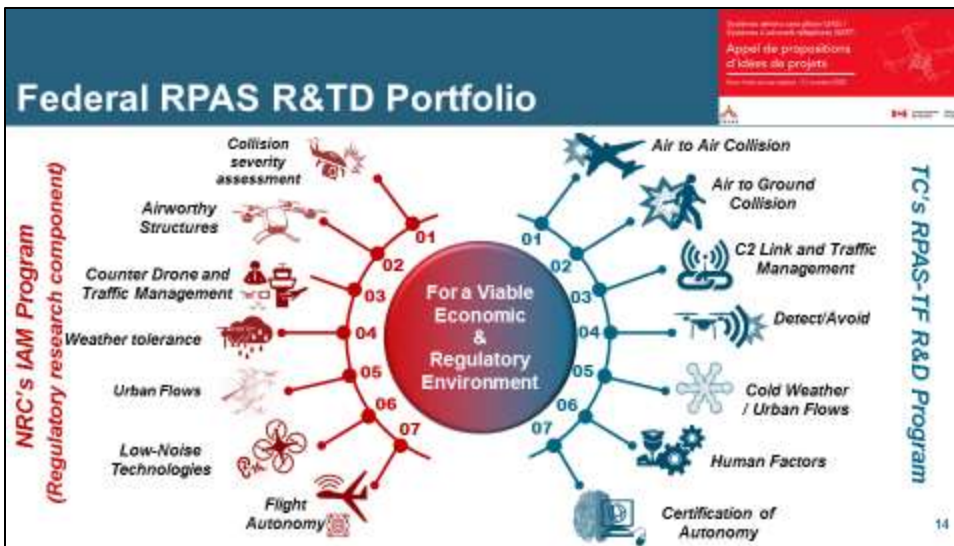 Appel de propositions
d'idées de projets
Federal RPAS R&TD Portfolio
NRC's IAM Program
(Regulatory research component)
Collision
severity
assessment
Airworthy
Structures
Counter Drone and
Traffic Management
Weather tolerance
Urban Flows
Low-Noise
Technologies
Flight
Autonomy
01
02
03
04
05
06
07
For a Viable
Economic
&
Regulatory
Environment
01
02
03
04
05
06
07
Air to Air Collision
Air to Ground
Collision
C2 Link and Traffic
Management
Detect/Avoid
Cold Weather
/ Urban Flows
Human Factors
Certification of
Autonomy
TC's RPAS-TF R&D Program
14